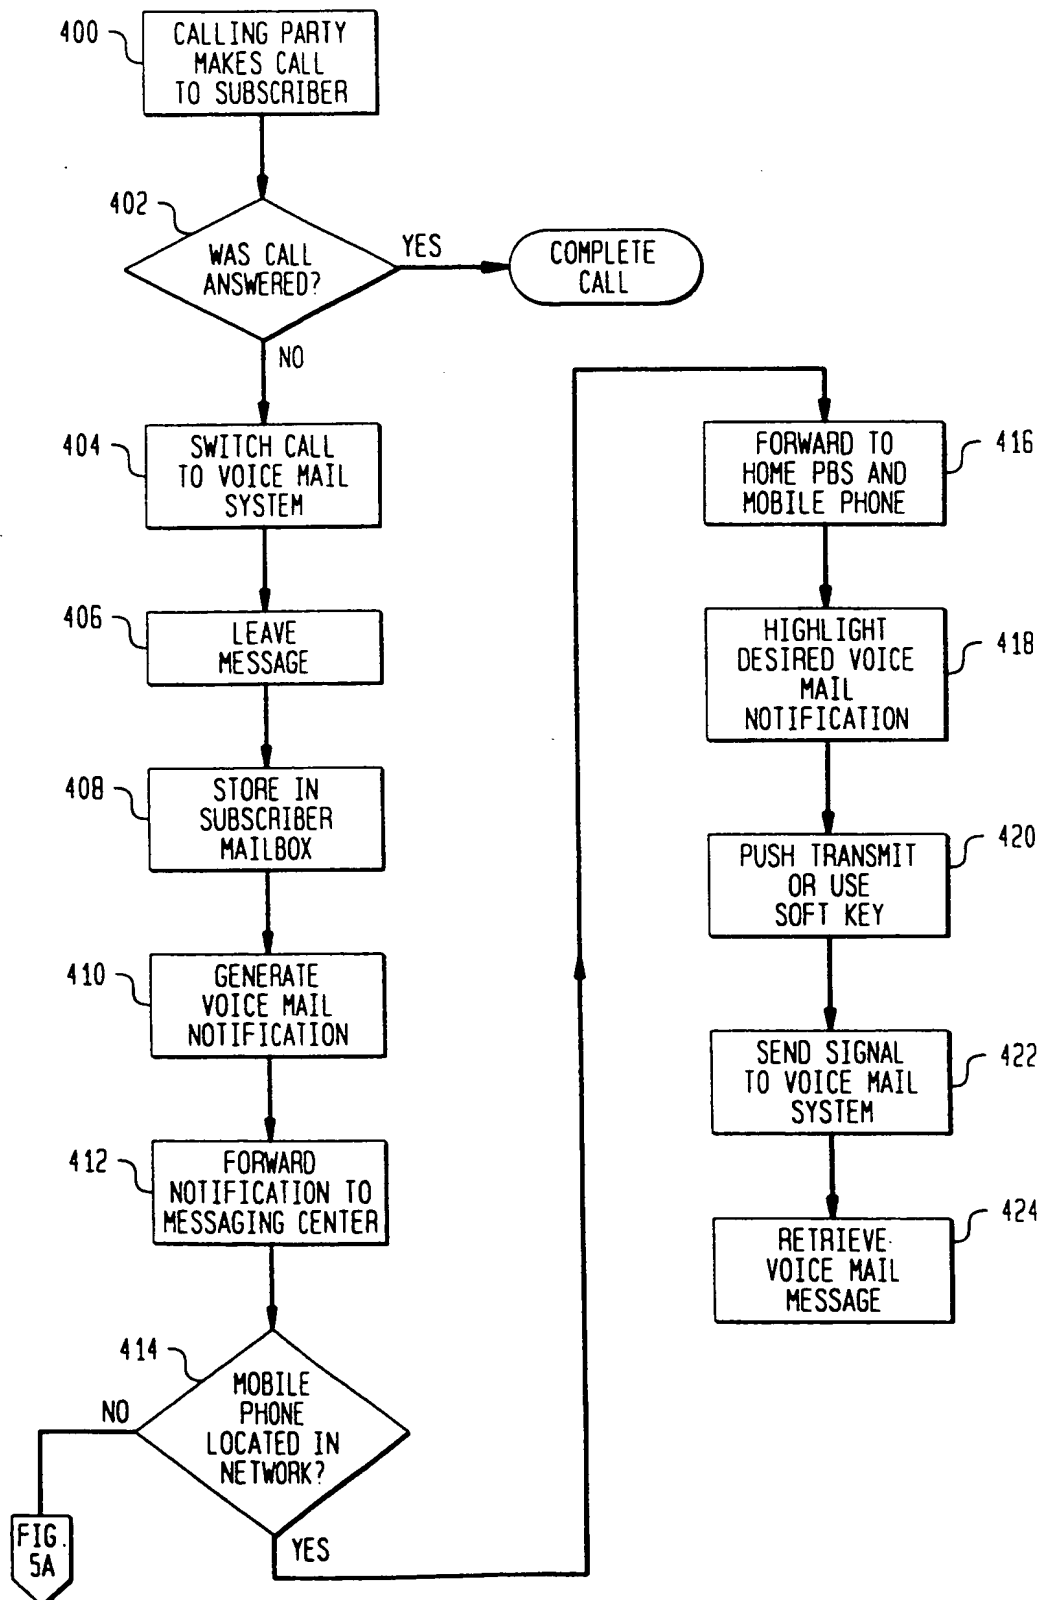 400
CALLING PARTY
MAKES CALL
TO SUBSCRIBER
402
WAS CALL
ANSWERED?
YES
COMPLETE
CALL
NO
404
SWITCH CALL
TO VOICE MAIL
SYSTEM
406
LEAVE
MESSAGE
408
STORE IN
SUBSCRIBER
MAILBOX
410
GENERATE
VOICE MAIL
NOTIFICATION
412
FORWARD
NOTIFICATION TO
MESSAGING CENTER
414
MOBILE
PHONE
LOCATED IN
NETWORK?
NO
FIG.
5A
YES
FORWARD TO
HOME PBS AND
MOBILE PHONE
416
HIGHLIGHT
DESIRED VOICE
MAIL
NOTIFICATION
418
PUSH TRANSMIT
OR USE
SOFT KEY
420
SEND SIGNAL
TO VOICE MAIL
SYSTEM
422
RETRIEVE
VOICE MAIL
MESSAGE
424